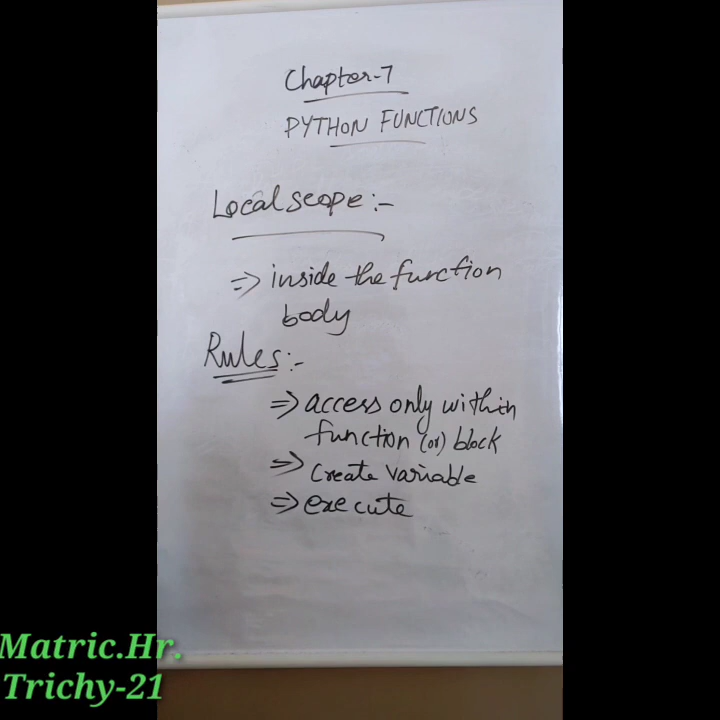 Chapter-7
PYTHON FUNCTIONS
Local scope:-
⇒ inside the function
body
Rules:-
⇒ access only within
function (or) block
⇒ Create Variable
⇒ execute
Matric.Hr.
Trichy-21